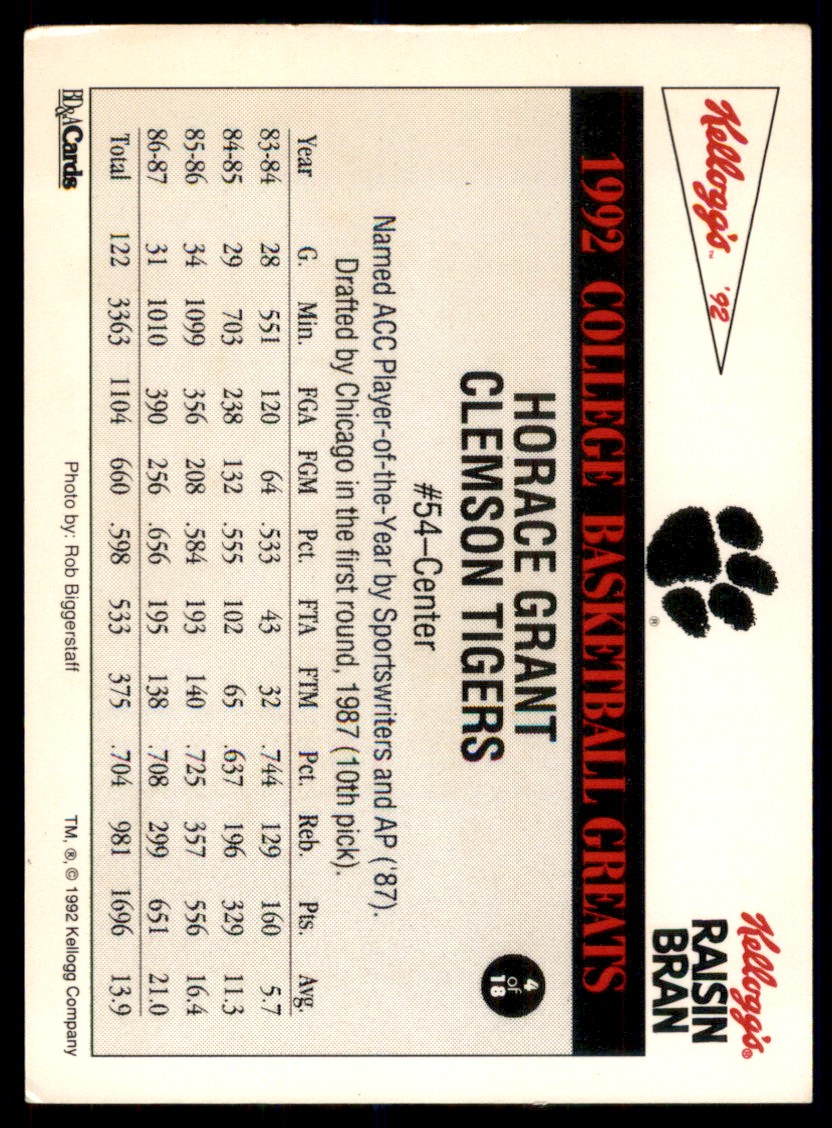 Kellogg's™ '92
®
Kellogg's®
RAISIN
BRAN
1992 COLLEGE BASKETBALL GREATS
HORACE GRANT
CLEMSON TIGERS
#54–Center
4
of
18
Named ACC Player-of-the-Year by Sportswriters and AP ('87).
Drafted by Chicago in the first round, 1987 (10th pick).
Year G. Min. FGA FGM Pct. FTA FTM Pct. Reb. Pts. Avg.
83-84 28 551 120 64 .533 43 32 .744 129 160 5.7
84-85 29 703 238 132 .555 102 65 .637 196 329 11.3
85-86 34 1099 356 208 .584 193 140 .725 357 556 16.4
86-87 31 1010 390 256 .656 195 138 .708 299 651 21.0
Total 122 3363 1104 660 .598 533 375 .704 981 1696 13.9
BD&A Cards
Photo by: Rob Biggerstaff
TM, ®, © 1992 Kellogg Company